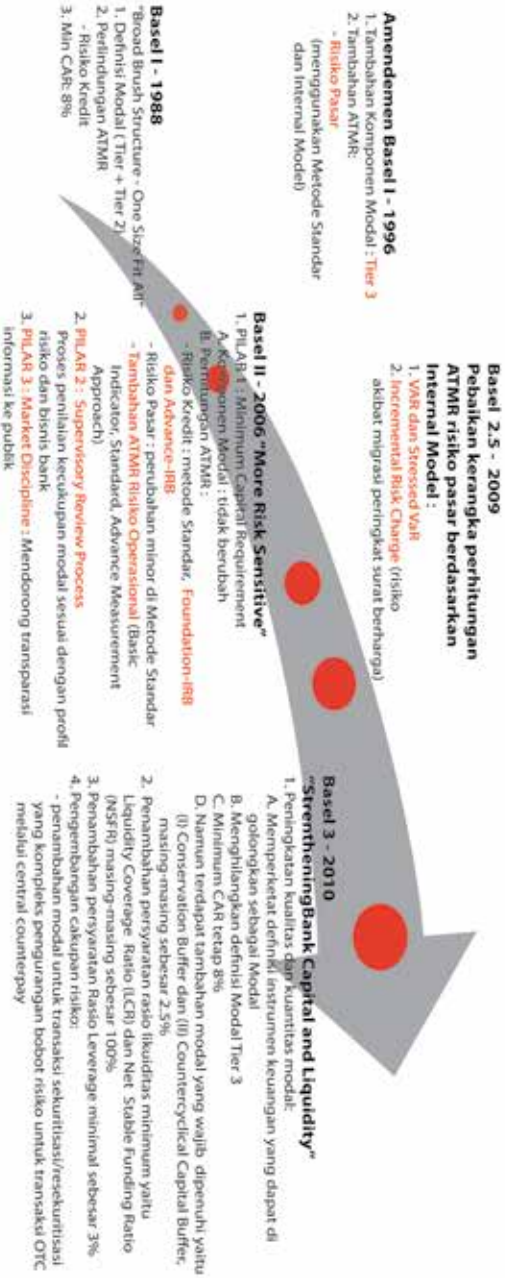 Basel I - 1988
"Broad Brush Structure - One Size Fit All"
1. Definisi Modal ( Tier + Tier 2)
2. Perlindungan ATMR
- Risiko Kredit
3. Min CAR: 8%
Amendemen Basel I - 1996
1. Tambahan Komponen Modal : Tier 3
2. Tambahan ATMR:
- Risiko Pasar
(menggunakan Metode Standar
dan Internal Model)
Basel II - 2006 "More Risk Sensitive"
1. PILAR 1 : Minimum Capital Requirement
A. Komponen Modal : tidak berubah
B. Perhitungan ATMR :
- Risiko Kredit : metode Standar, Foundation-IRB
dan Advance-IRB
- Risiko Pasar : perubahan minor di Metode Standar
- Tambahan ATMR Risiko Operasional (Basic
Indicator, Standard, Advance Measurement
Approach)
2. PILAR 2 : Supervisory Review Process
Proses penilaian kecukupan modal sesuai dengan profil
risiko dan bisnis bank
3. PILAR 3 : Market Discipline : Mendorong transparasi
informasi ke publik
Basel 2.5 - 2009
Pebaikan kerangka perhitungan
ATMR risiko pasar berdasarkan
Internal Model :
1. VAR dan Stressed VaR
2. Incremental Risk Charge (risiko
akibat migrasi peringkat surat berharga)
Basel 3 - 2010
"StrentheningBank Capital and Liquidity"
1. Peningkatan kualitas dan kuantitas modal:
A. Memperketat definisi instrumen keuangan yang dapat di
golongkan sebagai Modal
B. Menghilangkan definisi Modal Tier 3
C. Minimum CAR tetap 8%
D. Namun terdapat tambahan modal yang wajib dipenuhi yaitu
(I) Conservation Buffer dan (II) Countercyclical Capital Buffer,
masing-masing sebesar 2.5%
2. Penambahan persyaratan rasio likuiditas minimum yaitu
Liquidity Coverage Ratio (LCR) dan Net Stable Funding Ratio
(NSFR) masing-masing sebesar 100%
3. Penambahan persyaratan Rasio Leverage minimal sebesar 3%
4. Pengembangan cakupan risiko:
- penambahan modal untuk transaksi sekuritisasi/resekuritisasi
yang kompleks pengurangan bobot risiko untuk transaksi OTC
melalui central counterpay